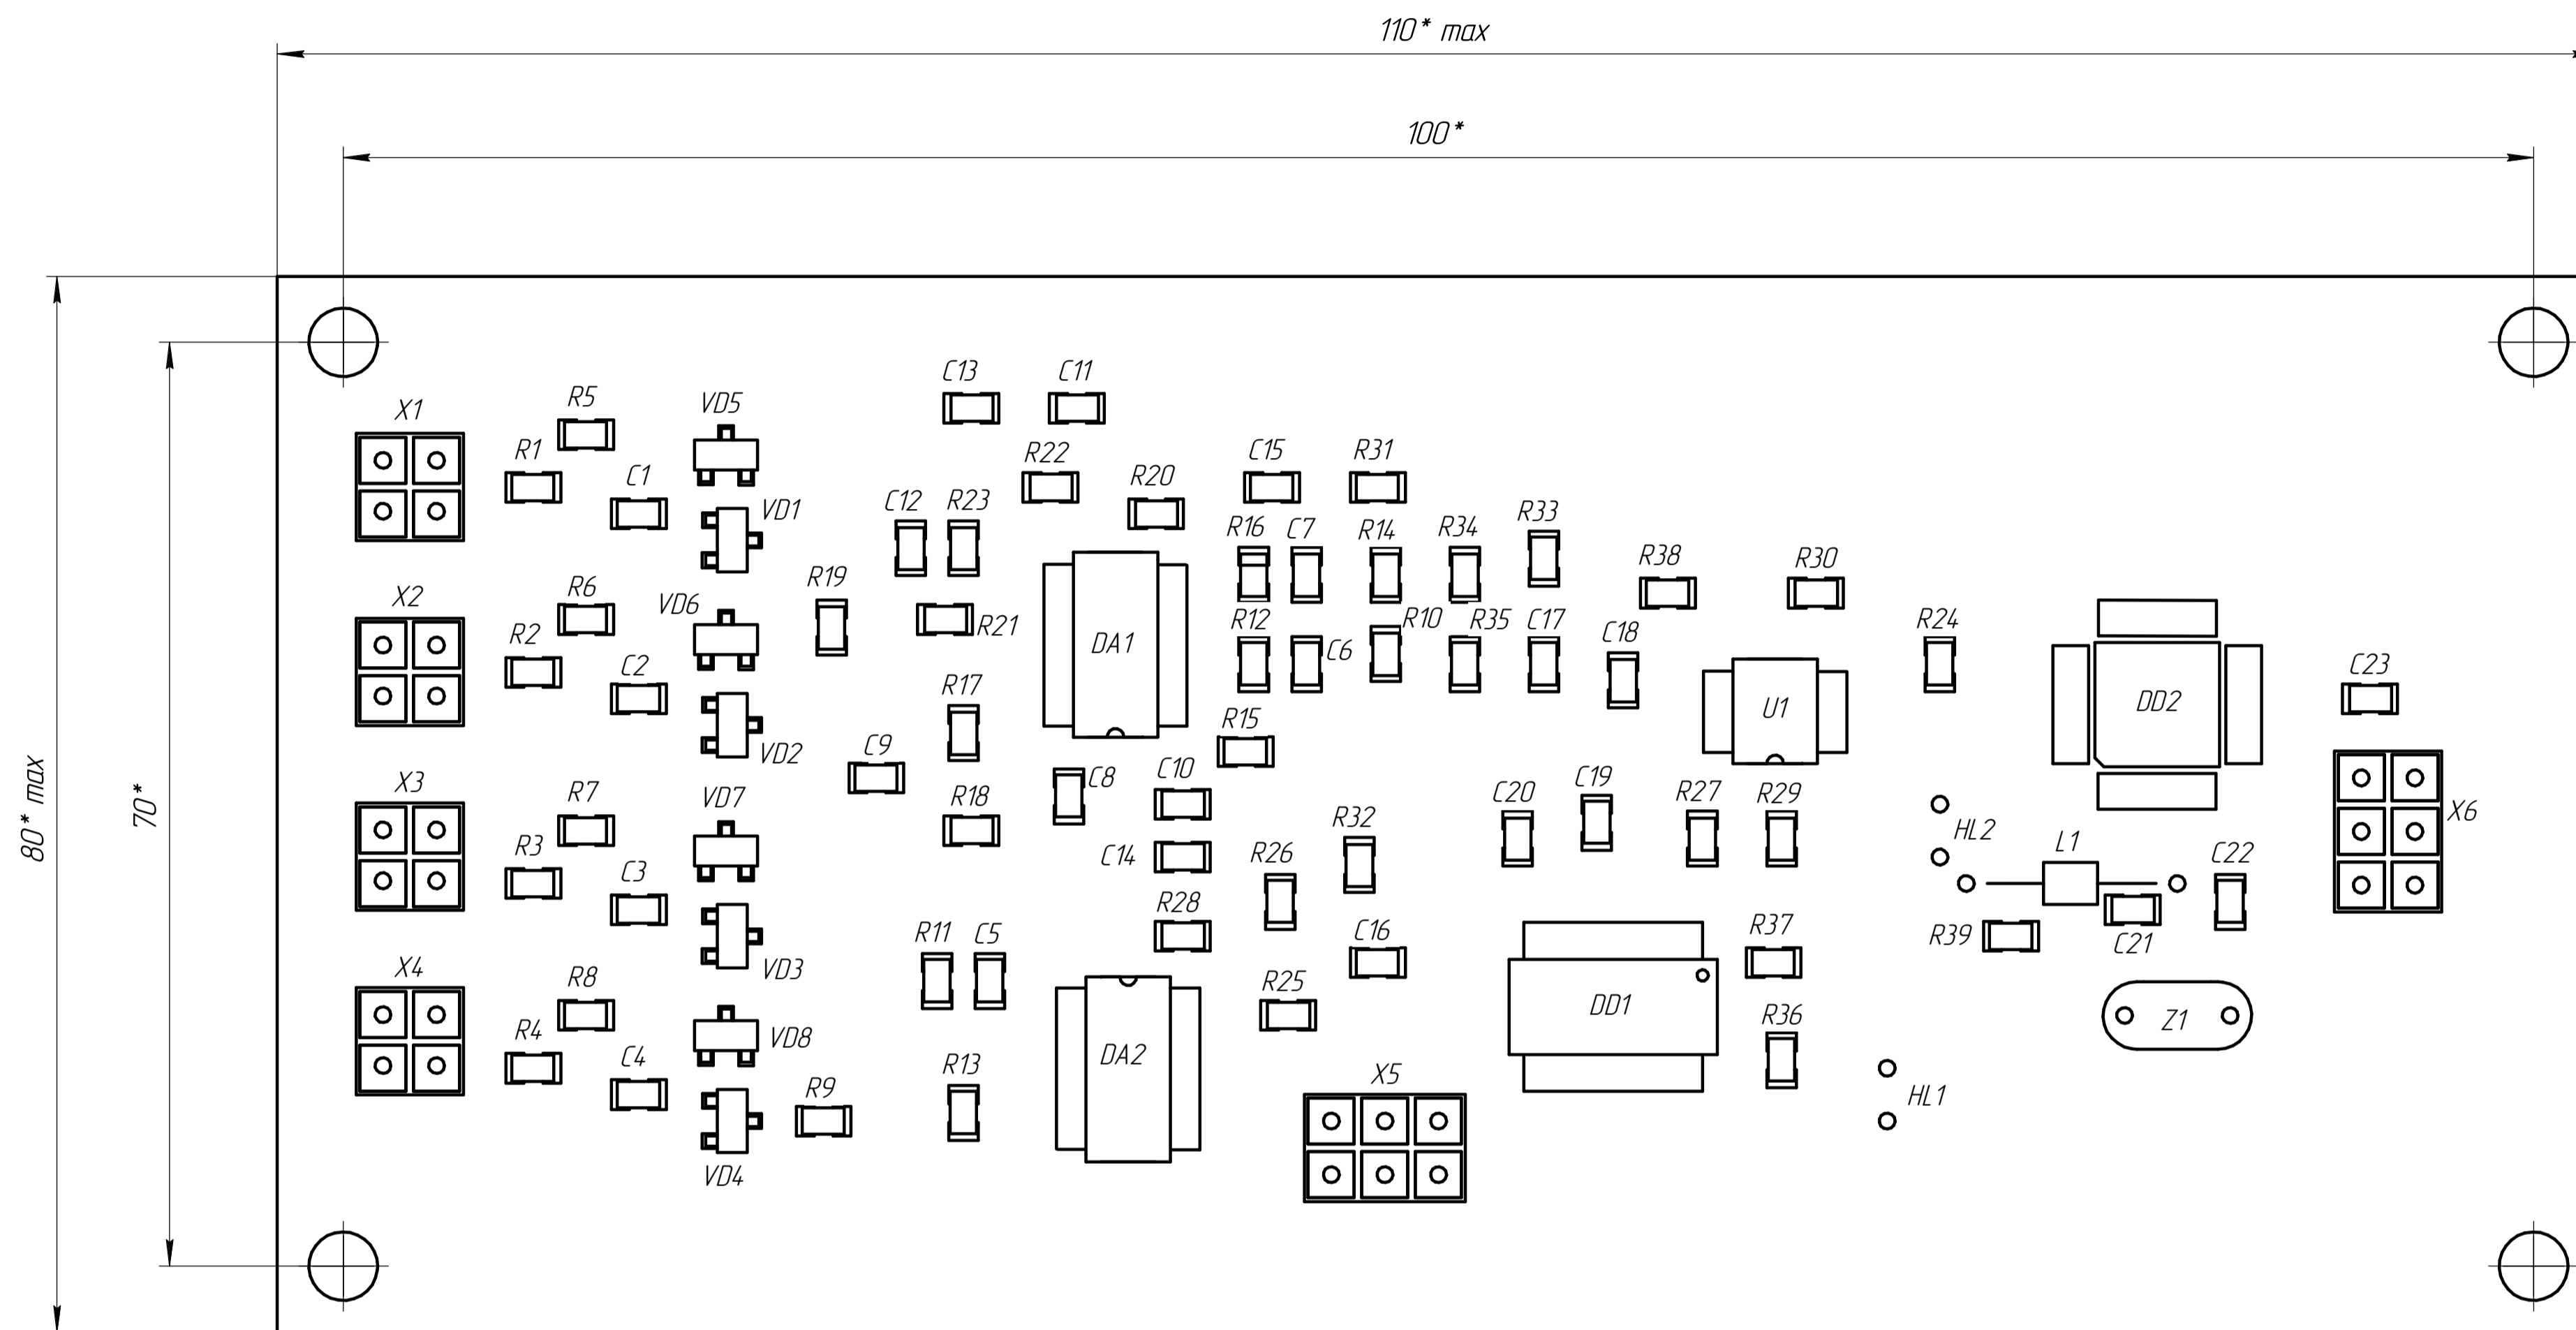 110* max
100*
80* max
70*
C13
C11
R5
VD5
X1
R1
R22
C15
R31
C1
R20
C12
R23
VD1
R33
R16
C7
R14
R34
R38
R30
R19
R6
X2
VD6
R21
R12
R10
R35
C17
R24
C18
R2
DA1
C6
C2
C23
R17
DD2
U1
R15
C9
VD2
C10
C8
C19
X3
R7
VD7
R18
C20
R27
R29
X6
R32
HL2
L1
R3
C14
R26
C22
C3
R28
R11
C5
C16
R37
R39
C21
X4
VD3
R8
R25
DD1
R36
Z1
R4
VD8
C4
DA2
R13
X5
R9
HL1
VD4